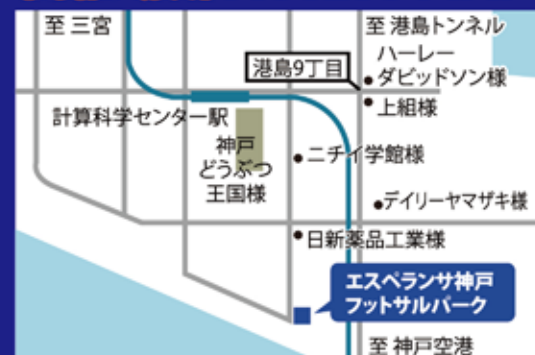 至 三宮
至 港島トンネル
ハーレー
ダビッドソン様
港島9丁目
上組様
計算科学センター駅
神戸
どうぶつ
王国様
ニチイ学館様
デイリーヤマザキ様
日新薬品工業様
エスペランサ神戸
フットサルパーク
至 神戸空港